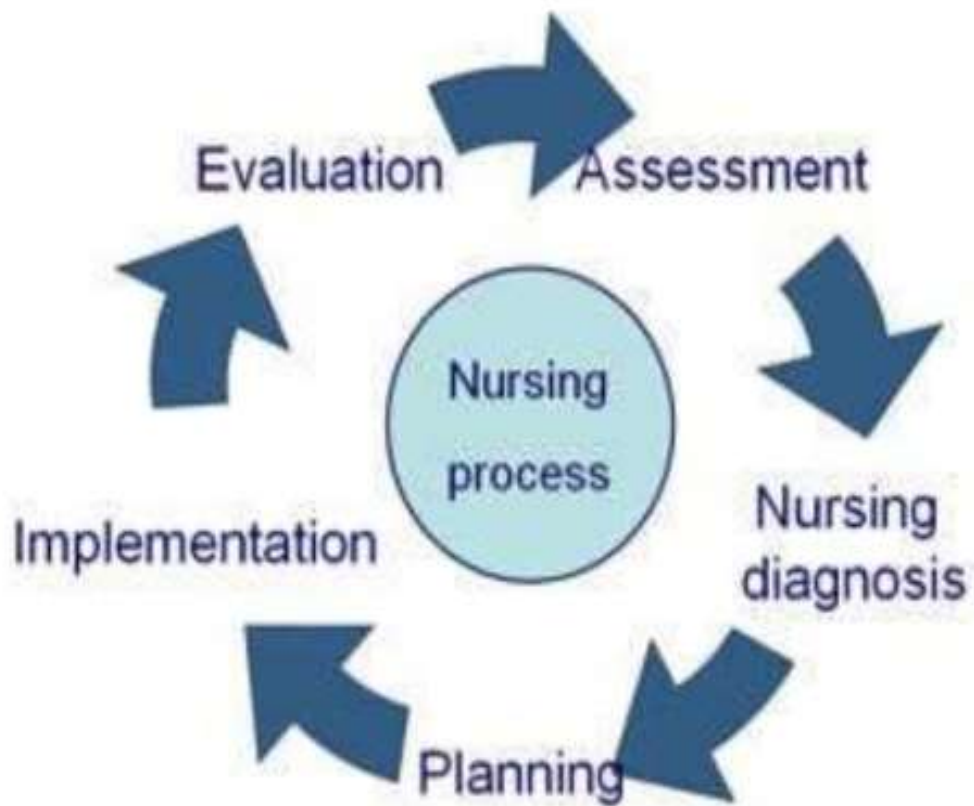 Evaluation
Assessment
Nursing
process
Nursing
diagnosis
Implementation
Planning